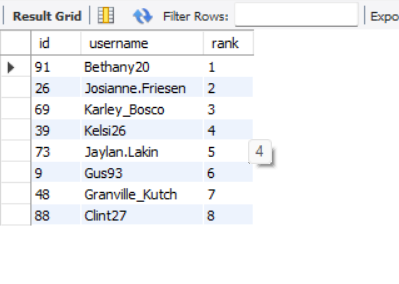 Result Grid Filter Rows: Expo
id username rank
91 Bethany20 1
26 Josianne.Friesen 2
69 Karley_Bosco 3
39 Kelsi26 4
73 Jaylan.Lakin 5
4
9 Gus93 6
48 Granville_Kutch 7
88 Clint27 8